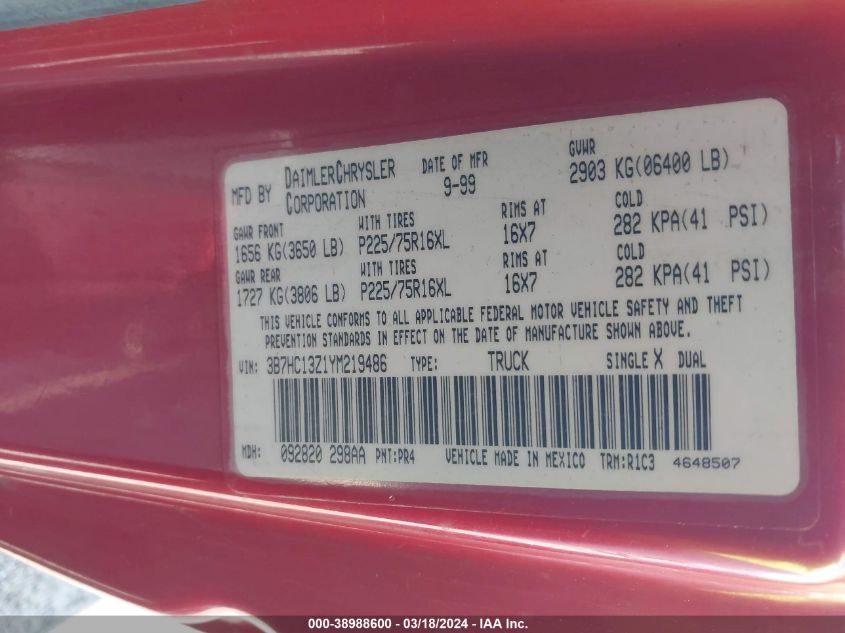 MFD BY DAIMLERCHRYSLER CORPORATION DATE OF MFR 9-99 GVWR 2903 KG(06400 LB)
GAWR FRONT WITH TIRES RIMS AT COLD
1656 KG(3650 LB) P225/75R16XL 16X7 282 KPA(41 PSI)
GAWR REAR WITH TIRES RIMS AT COLD
1727 KG(3806 LB) P225/75R16XL 16X7 282 KPA(41 PSI)
THIS VEHICLE CONFORMS TO ALL APPLICABLE FEDERAL MOTOR VEHICLE SAFETY AND THEFT
PREVENTION STANDARDS IN EFFECT ON THE DATE OF MANUFACTURE SHOWN ABOVE.
VIN: 3B7HC13Z1YM219486 TYPE: TRUCK SINGLE X DUAL
MDH: 092820 298AA PNT:PR4 VEHICLE MADE IN MEXICO TRM:R1C3 4648507
000-38988600 - 03/18/2024 - IAA Inc.